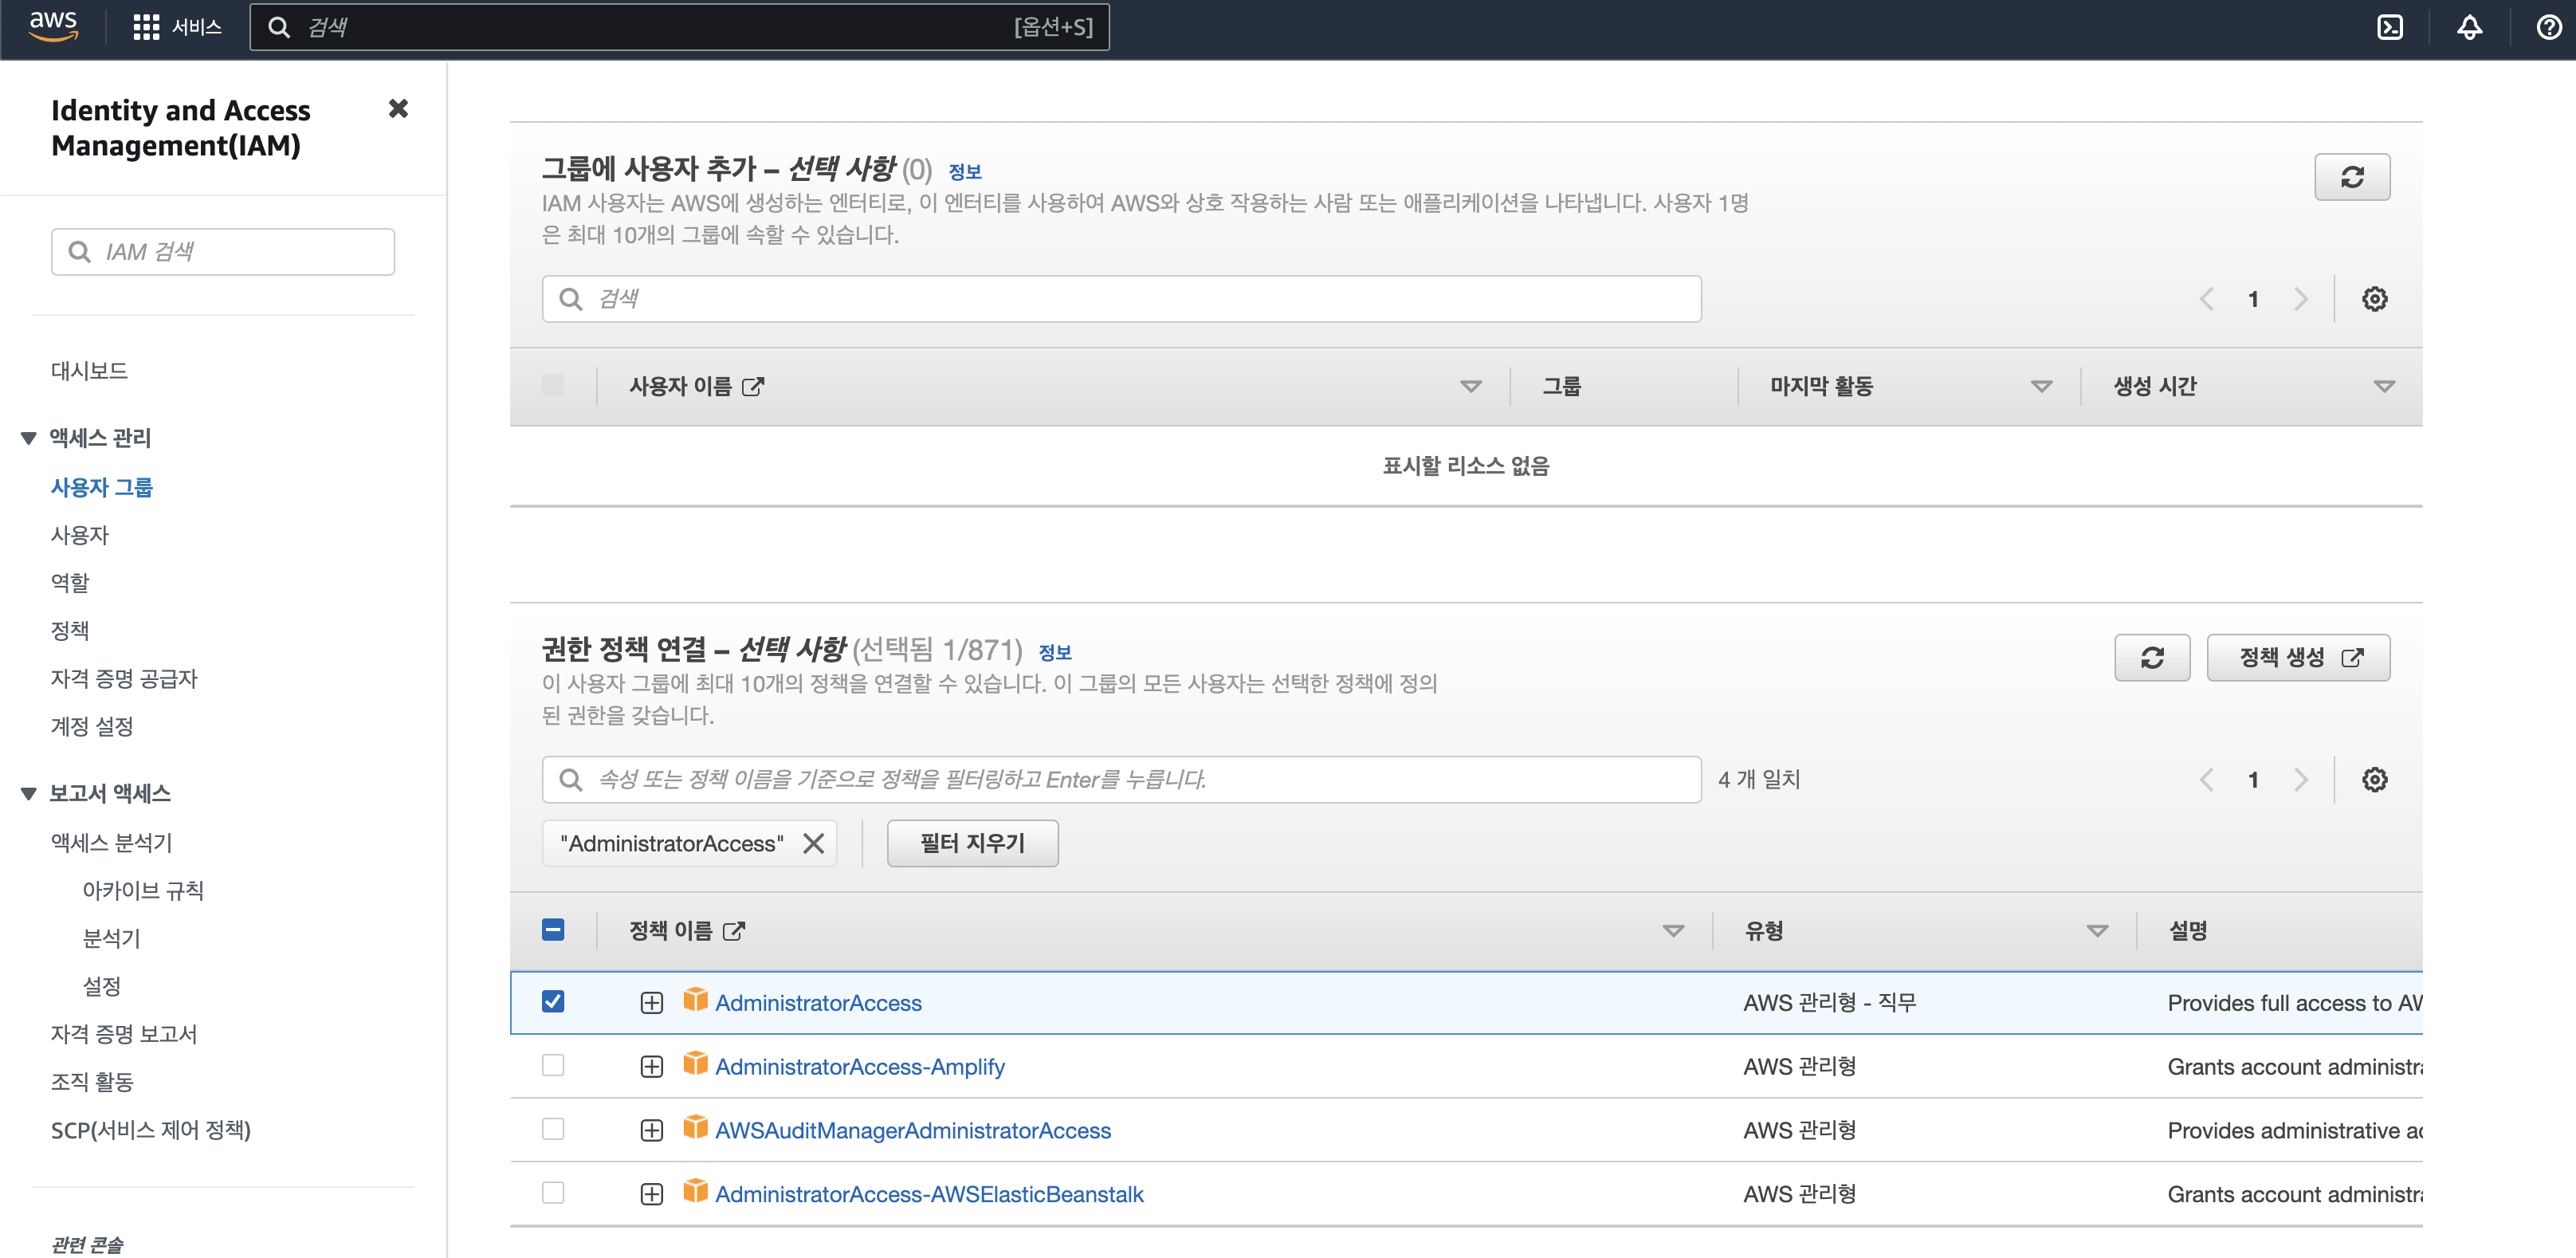 aws
서비스
검색
[옵션+S]
Identity and Access
Management(IAM)
IAM 검색
대시보드
액세스 관리
사용자 그룹
사용자
역할
정책
자격 증명 공급자
계정 설정
보고서 액세스
액세스 분석기
아카이브 규칙
분석기
설정
자격 증명 보고서
조직 활동
SCP(서비스 제어 정책)
관련 콘솔
그룹에 사용자 추가 – 선택 사항 (0) 정보
IAM 사용자는 AWS에 생성하는 엔터티로, 이 엔터티를 사용하여 AWS와 상호 작용하는 사람 또는 애플리케이션을 나타냅니다. 사용자 1명
은 최대 10개의 그룹에 속할 수 있습니다.
검색
1
사용자 이름 그룹 마지막 활동 생성 시간
표시할 리소스 없음
권한 정책 연결 – 선택 사항 (선택됨 1/871) 정보
정책 생성
이 사용자 그룹에 최대 10개의 정책을 연결할 수 있습니다. 이 그룹의 모든 사용자는 선택한 정책에 정의
된 권한을 갖습니다.
속성 또는 정책 이름을 기준으로 정책을 필터링하고 Enter를 누릅니다.
4 개 일치
1
"AdministratorAccess"
필터 지우기
정책 이름 유형 설명
AdministratorAccess AWS 관리형 - 직무 Provides full access to AW
AdministratorAccess-Amplify AWS 관리형 Grants account administra
AWSAuditManagerAdministratorAccess AWS 관리형 Provides administrative ac
AdministratorAccess-AWSElasticBeanstalk AWS 관리형 Grants account administra